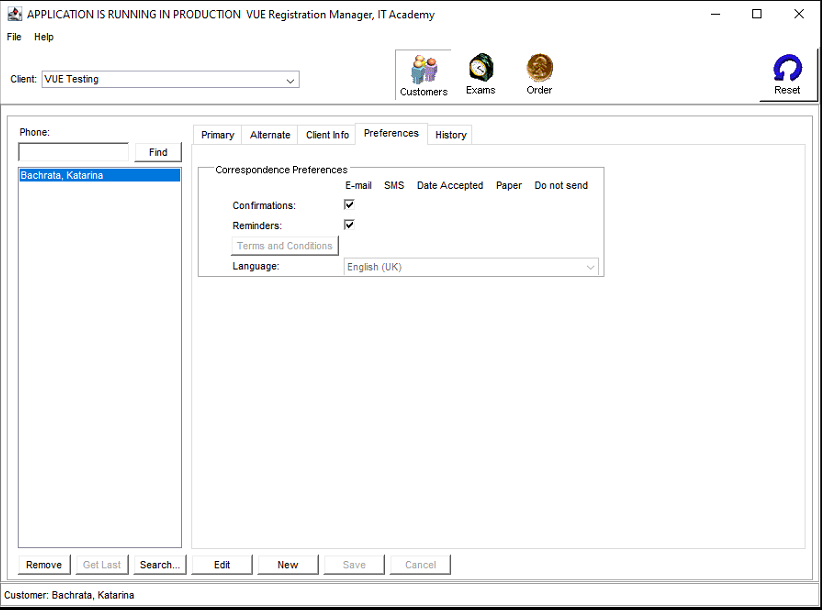 APPLICATION IS RUNNING IN PRODUCTION  VUE Registration Manager, IT Academy
File Help
Client: VUE Testing
Customers Exams Order Reset
Phone:
Find
Bachrata, Katarina
Primary Alternate Client Info Preferences History
Correspondence Preferences
E-mail SMS Date Accepted Paper Do not send
Confirmations:
Reminders:
Terms and Conditions
Language: English (UK)
Remove Get Last Search... Edit New Save Cancel
Customer: Bachrata, Katarina